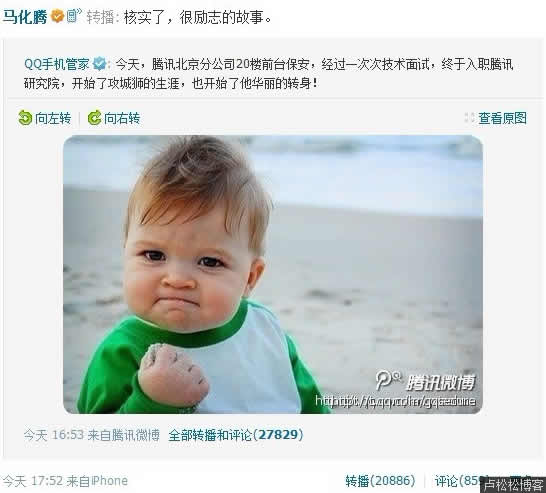 马化腾 转播: 核实了，很励志的故事。
QQ手机管家 : 今天，腾讯北京分公司20楼前台保安，经过一次次技术面试，终于入职腾讯
研究院，开始了攻城狮的生涯，也开始了他华丽的转身！
向左转 向右转 查看原图
腾讯微博
今天 16:53 来自腾讯微博 全部转播和评论(27829)
今天 17:52 来自iPhone 转播(20886) 评论(859
卢松松博客